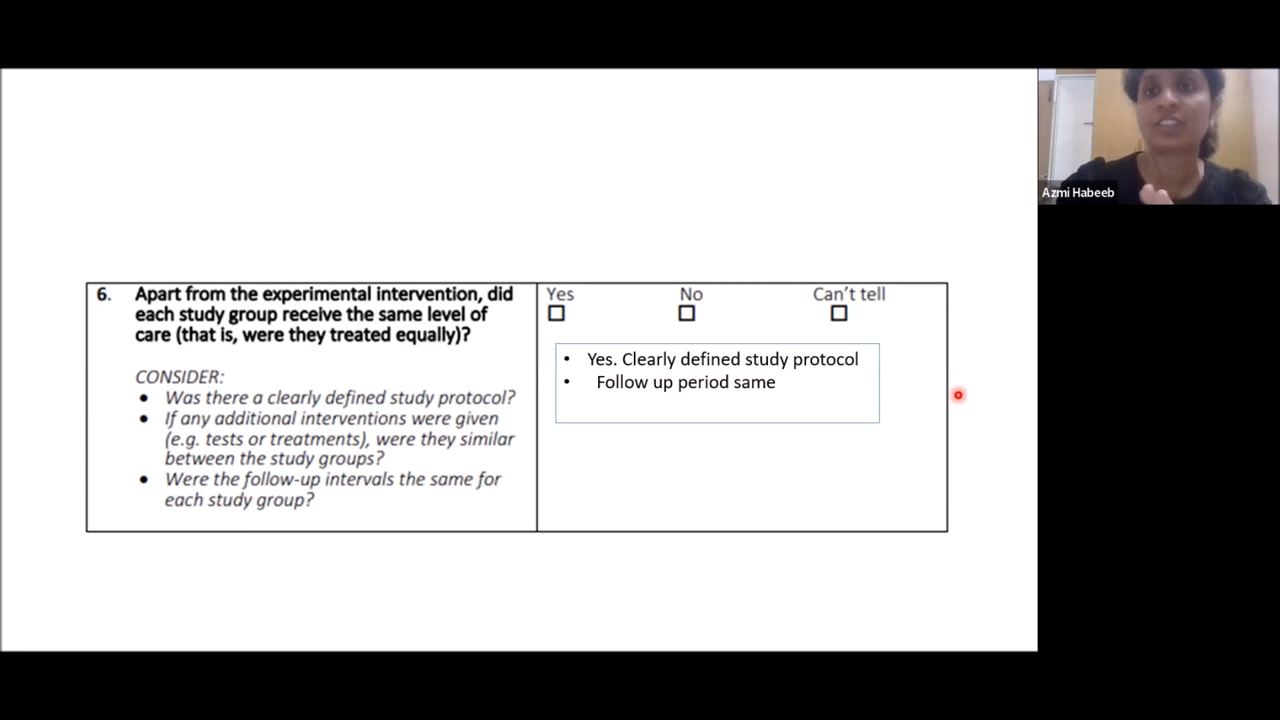 6. Apart from the experimental intervention, did
each study group receive the same level of
care (that is, were they treated equally)?
CONSIDER:
• Was there a clearly defined study protocol?
• If any additional interventions were given
(e.g. tests or treatments), were they similar
between the study groups?
• Were the follow-up intervals the same for
each study group?
Yes No Can't tell
☐ ☐ ☐
• Yes. Clearly defined study protocol
• Follow up period same
Azmi Habeeb